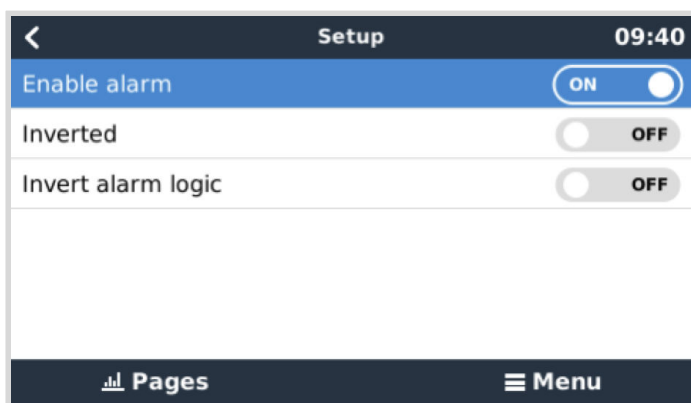 Setup 09:40
Enable alarm ON
Inverted OFF
Invert alarm logic OFF
Pages Menu